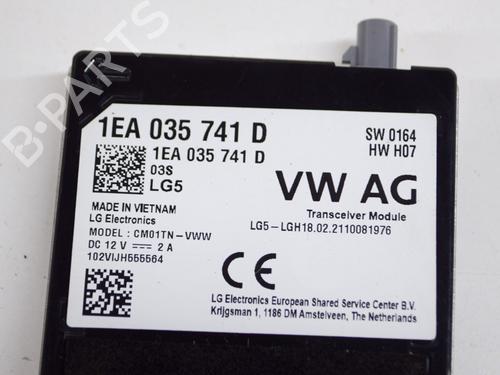 B-PARTS
1EA 035 741 D
SW 0164
HW H07
1EA 035 741 D
03S
LG5
VW AG
Transceiver Module
LG5-LGH18.02.2110081976
MADE IN VIETNAM
LG Electronics
MODEL: CM01TN-VWW
DC 12 V ⎓ 2 A
102VIJH555564
CE
LG Electronics European Shared Service Center B.V.
Krijgsman 1, 1186 DM Amstelveen, The Netherlands